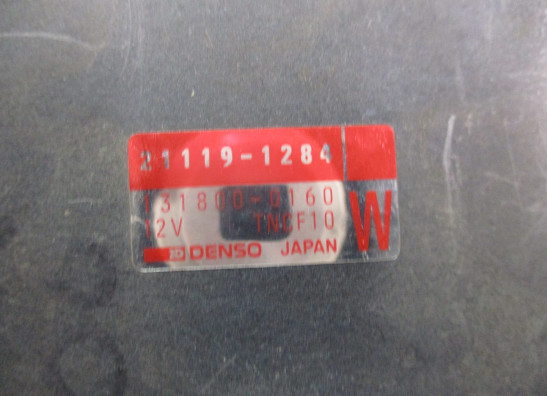 21119-1284
131800-0160
12V TNCF10
W
DENSO JAPAN